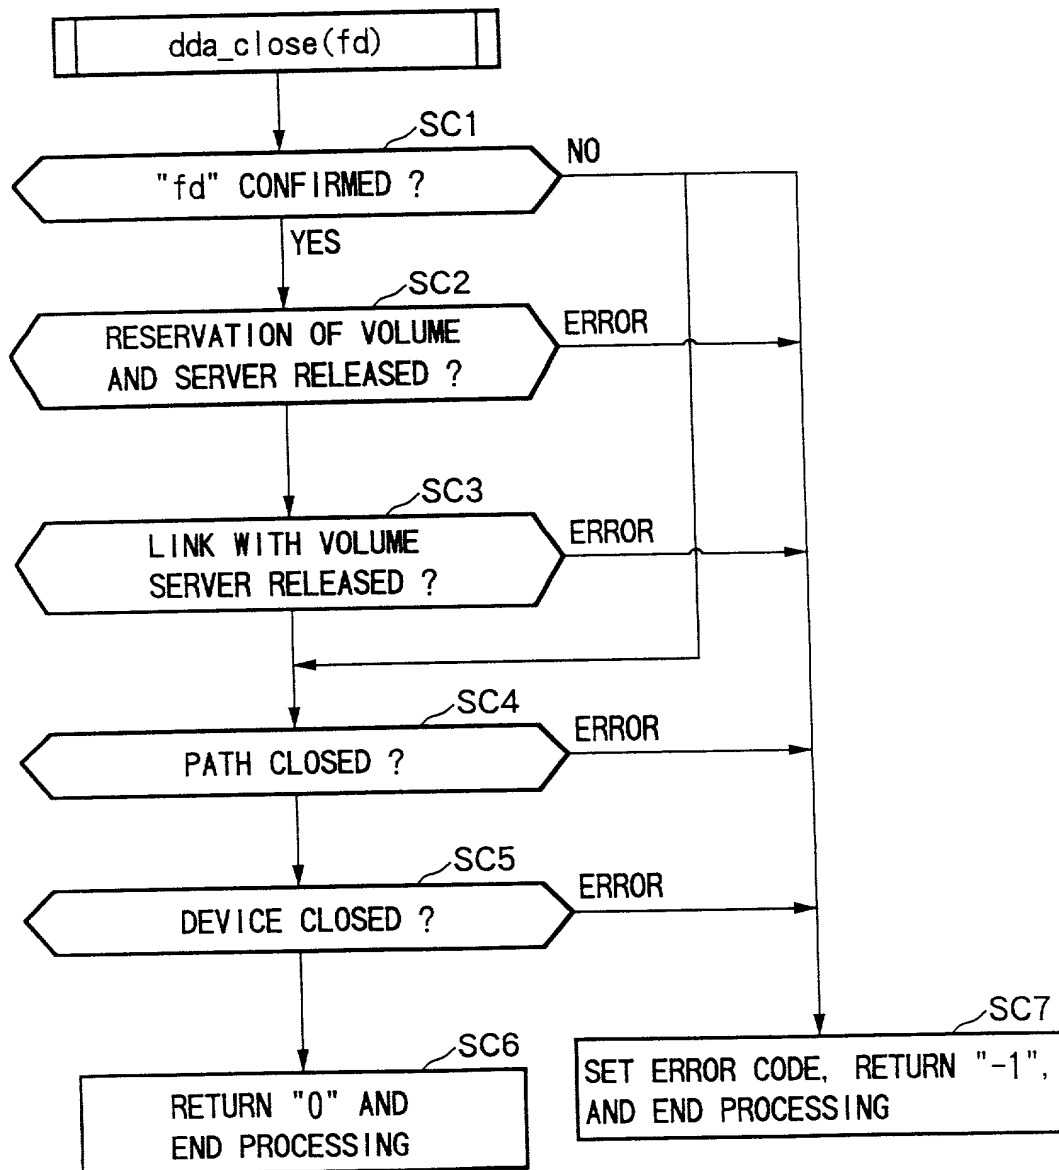 dda_close(fd)
SC1
"fd" CONFIRMED ?
NO
YES
SC2
RESERVATION OF VOLUME
AND SERVER RELEASED ?
ERROR
SC3
LINK WITH VOLUME
SERVER RELEASED ?
ERROR
SC4
PATH CLOSED ?
ERROR
SC5
DEVICE CLOSED ?
ERROR
SC6
RETURN "0" AND
END PROCESSING
SC7
SET ERROR CODE, RETURN "-1",
AND END PROCESSING